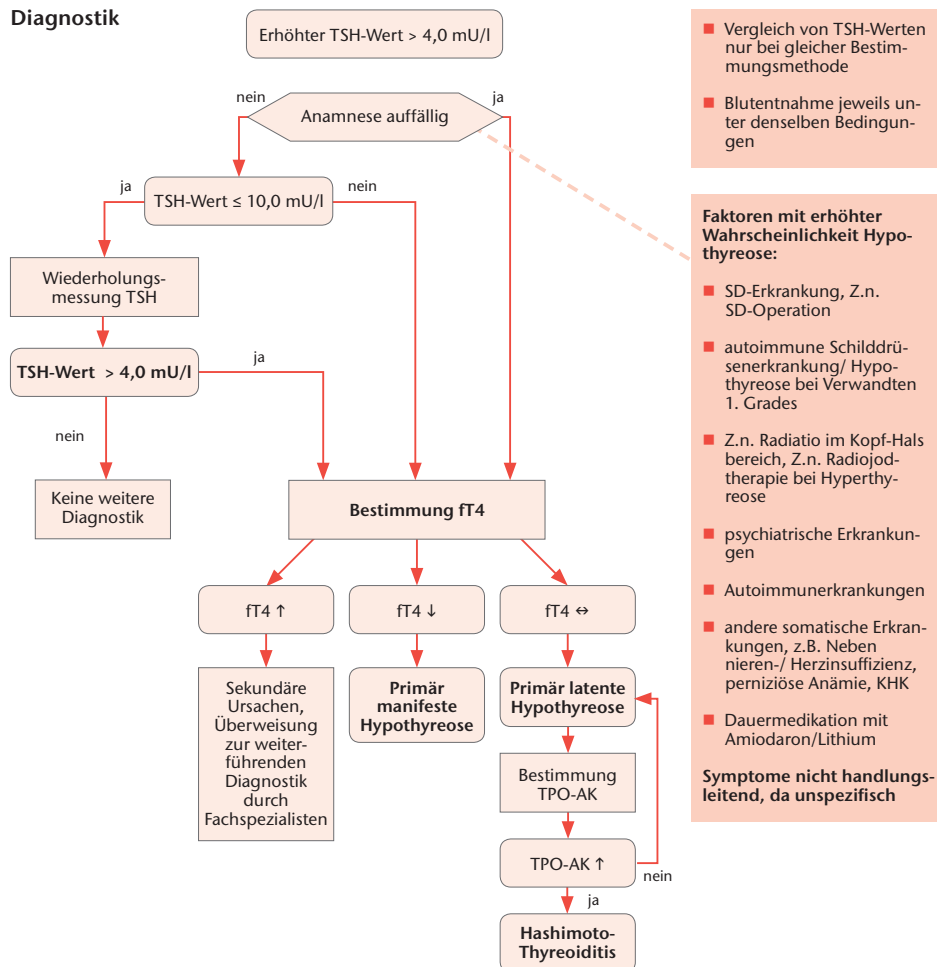 Diagnostik
Erhöhter TSH-Wert > 4,0 mU/l
nein
ja
Anamnese auffällig
ja
TSH-Wert ≤ 10,0 mU/l
nein
Wiederholungs-
messung TSH
TSH-Wert > 4,0 mU/l
ja
nein
Keine weitere
Diagnostik
Bestimmung fT4
fT4 ↑
fT4 ↓
fT4 ↔
Sekundäre
Ursachen,
Überweisung
zur weiter-
führenden
Diagnostik
durch
Fachspezialisten
Primär
manifeste
Hypothyreose
Primär latente
Hypothyreose
Bestimmung
TPO-AK
TPO-AK ↑
nein
ja
Hashimoto-
Thyreoiditis
■ Vergleich von TSH-Werten
nur bei gleicher Bestim-
mungsmethode
■ Blutentnahme jeweils un-
ter denselben Bedingun-
gen
Faktoren mit erhöhter
Wahrscheinlichkeit Hypo-
thyreose:
■ SD-Erkrankung, Z.n.
SD-Operation
■ autoimmune Schilddrü-
senerkrankung/ Hypo-
thyreose bei Verwandten
1. Grades
■ Z.n. Radiatio im Kopf-Hals
bereich, Z.n. Radiojod-
therapie bei Hyperthy-
reose
■ psychiatrische Erkrankun-
gen
■ Autoimmunerkrankungen
■ andere somatische Erkran-
kungen, z.B. Neben
nieren-/ Herzinsuffizienz,
perniziöse Anämie, KHK
■ Dauermedikation mit
Amiodaron/Lithium
Symptome nicht handlungs-
leitend, da unspezifisch